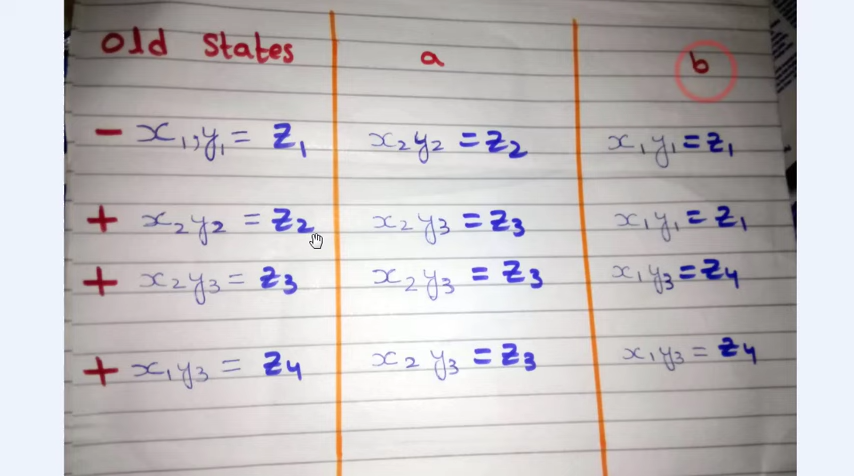 old States a b
- x₁,y₁ = z₁ x₂y₂ = z₂ x₁y₁ = z₁
+ x₂y₂ = z₂ x₂y₃ = z₃ x₁y₁ = z₁
+ x₂y₃ = z₃ x₂y₃ = z₃ x₁y₃ = z₄
+ x₁y₃ = z₄ x₂y₃ = z₃ x₁y₃ = z₄